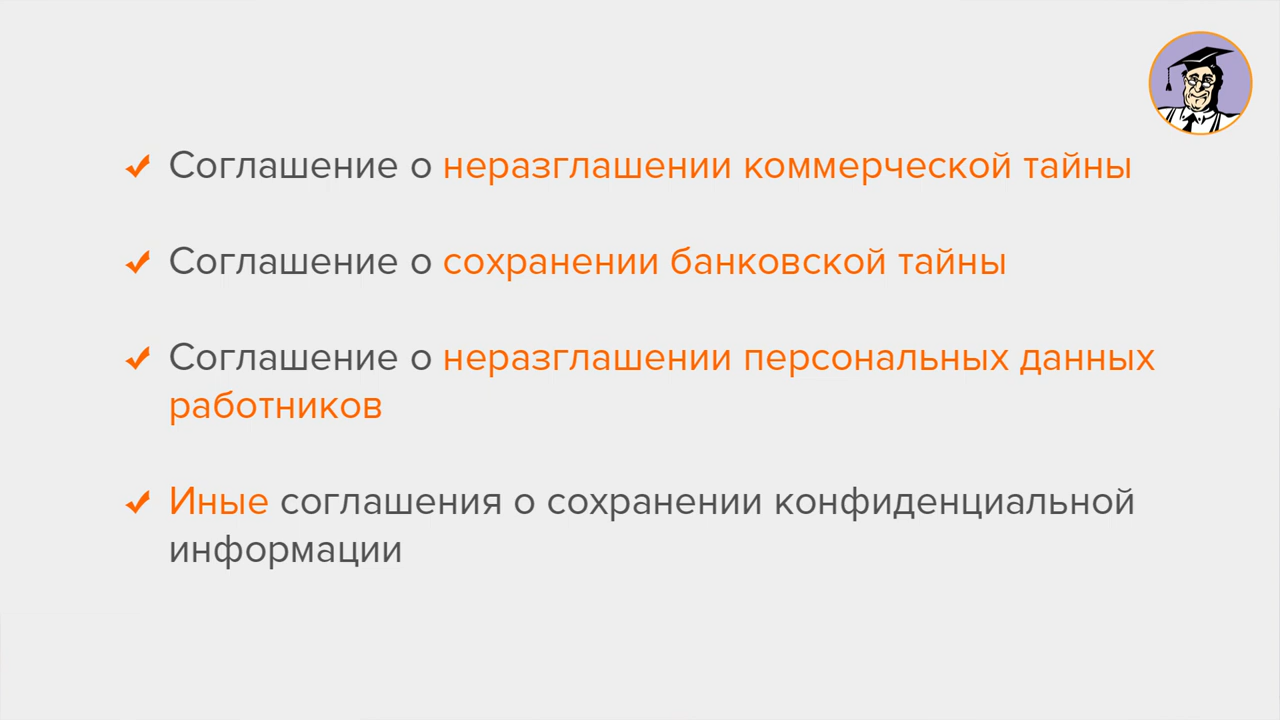 Соглашение о неразглашении коммерческой тайны
Соглашение о сохранении банковской тайны
Соглашение о неразглашении персональных данных
работников
Иные соглашения о сохранении конфиденциальной
информации